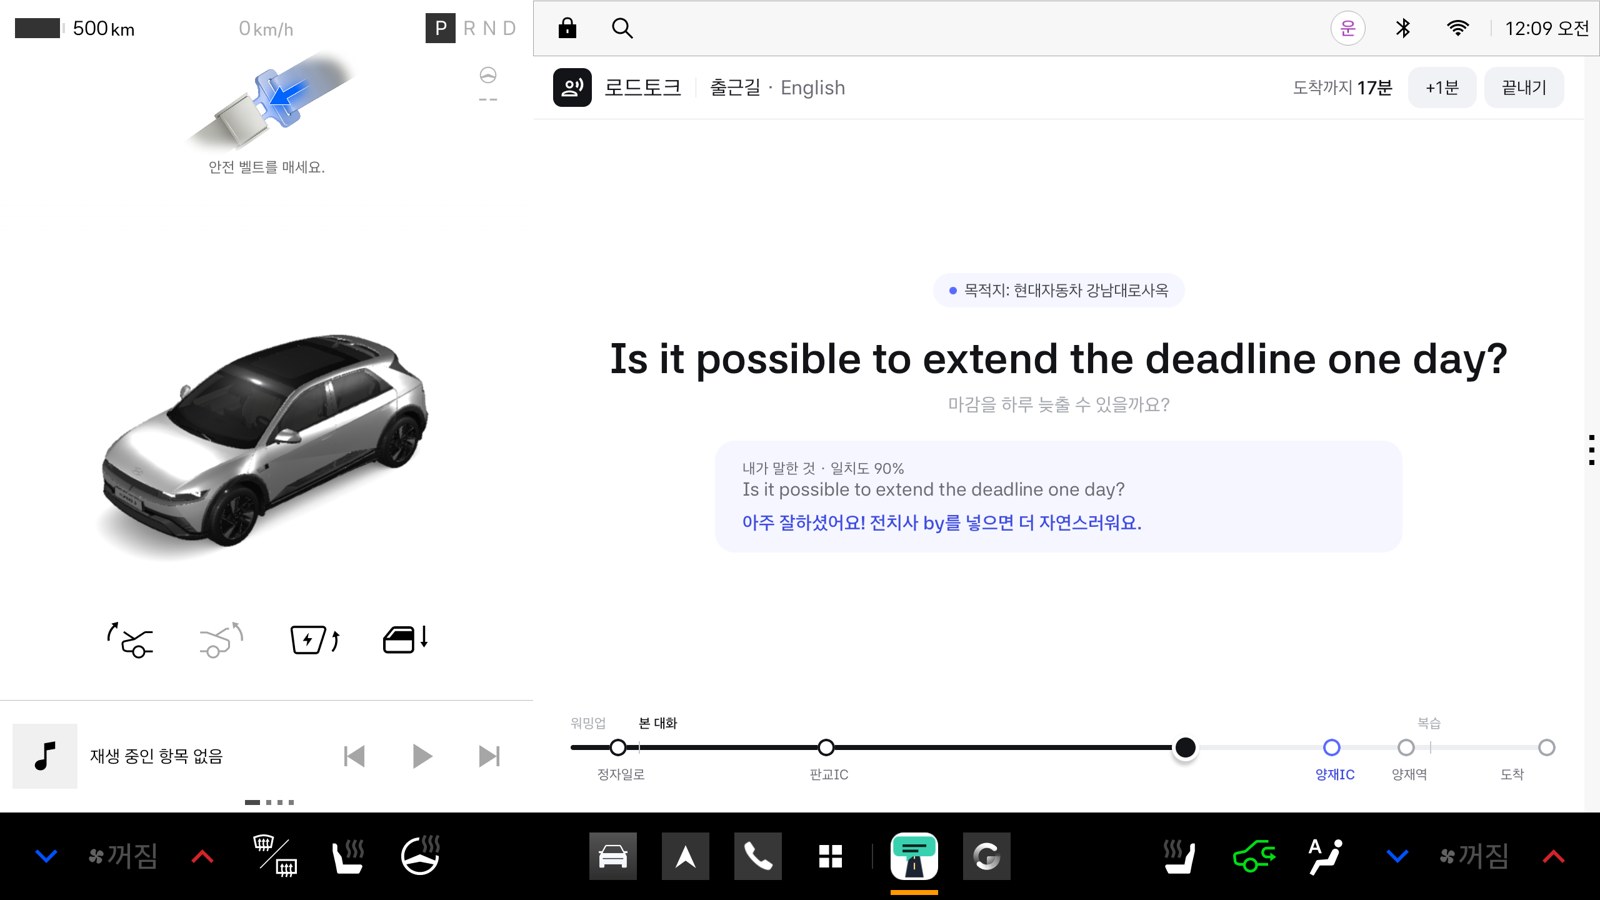 500 km
0 km/h
P R N D
12:09 오전
운
안전 벨트를 매세요.
로드토크
출근길 · English
도착까지 17분
+1분
끝내기
목적지: 현대자동차 강남대로사옥
Is it possible to extend the deadline one day?
마감을 하루 늦출 수 있을까요?
내가 말한 것 · 일치도 90%
Is it possible to extend the deadline one day?
아주 잘하셨어요! 전치사 by를 넣으면 더 자연스러워요.
워밍업
본 대화
복습
정자일로
판교IC
양재IC
양재역
도착
재생 중인 항목 없음
꺼짐
A
꺼짐